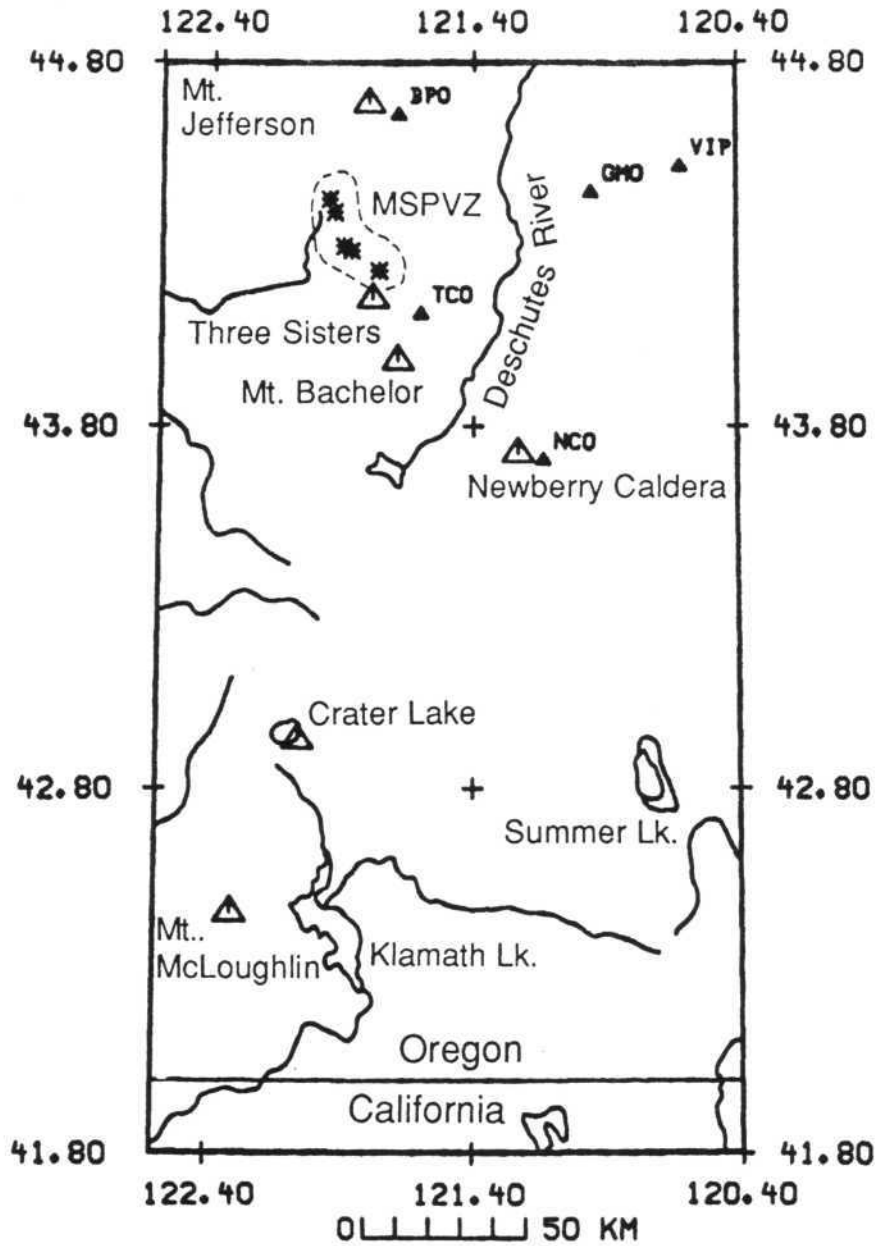 122.40 121.40 120.40
44.80 44.80
Mt.
Jefferson
BPO
VIP
GMO
MSPVZ
Deschutes River
TCO
Three Sisters
Mt. Bachelor
43.80 43.80
NCO
Newberry Caldera
Crater Lake
42.80 42.80
Summer Lk.
Mt..
McLoughlin
Klamath Lk.
Oregon
California
41.80 41.80
122.40 121.40 120.40
0 50 KM